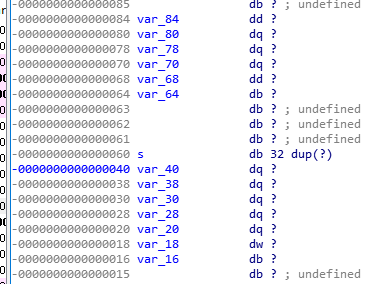 -0000000000000085 db ? ; undefined
-0000000000000084 var_84 dd ?
-0000000000000080 var_80 dq ?
-0000000000000078 var_78 dq ?
-0000000000000070 var_70 dq ?
-0000000000000068 var_68 dd ?
-0000000000000064 var_64 db ?
-0000000000000063 db ? ; undefined
-0000000000000062 db ? ; undefined
-0000000000000061 db ? ; undefined
-0000000000000060 s db 32 dup(?)
-0000000000000040 var_40 dq ?
-0000000000000038 var_38 dq ?
-0000000000000030 var_30 dq ?
-0000000000000028 var_28 dq ?
-0000000000000020 var_20 dq ?
-0000000000000018 var_18 dw ?
-0000000000000016 var_16 db ?
-0000000000000015 db ? ; undefined